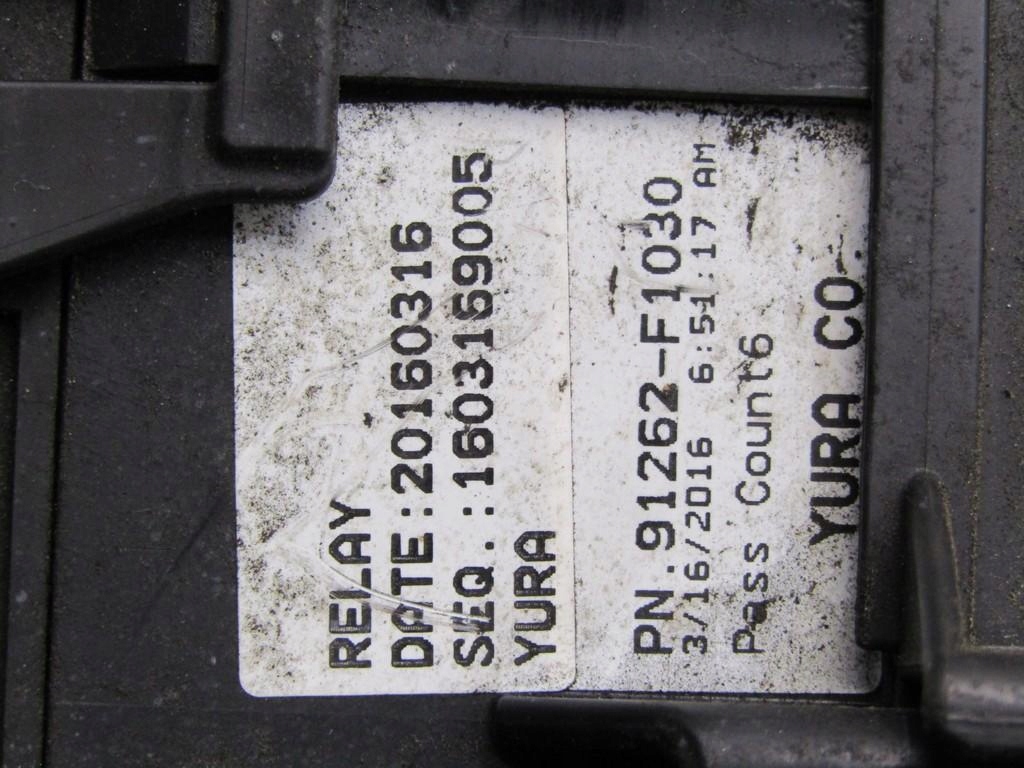 RELAY
DATE:20160316
SEQ. :1603169005
YURA
PN.91262-F1030
3/16/2016 6:51:17 AM
Pass Count6
YURA CO.